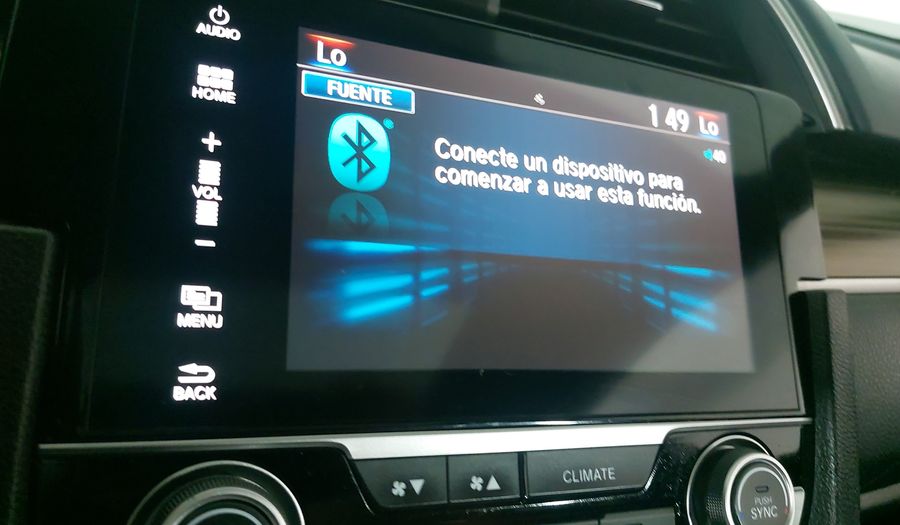 AUDIO
HOME
+
VOL
−
MENU
BACK
Lo
FUENTE
1 49 Lo
40
Conecte un dispositivo para
comenzar a usar esta función.
CLIMATE
PUSH
SYNC